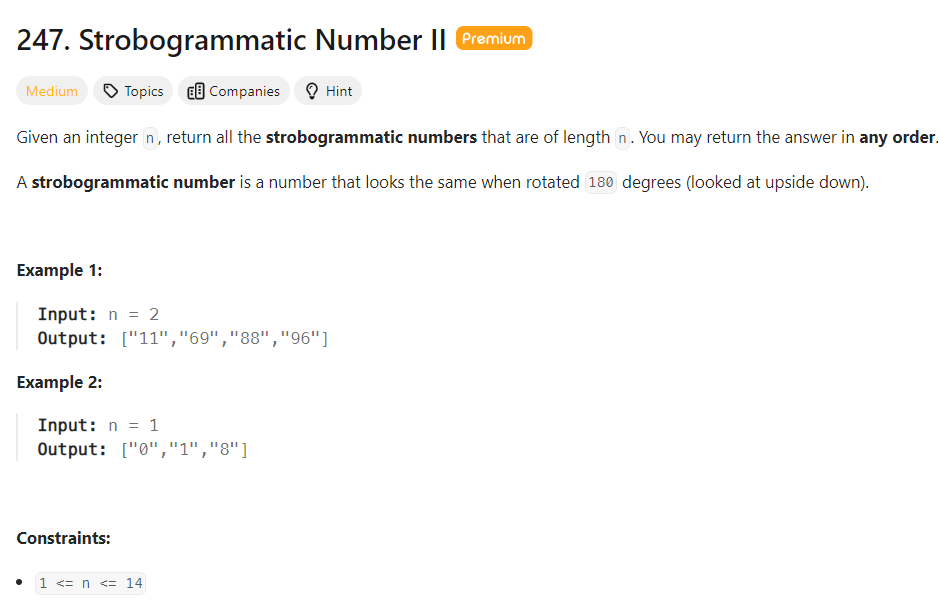 247. Strobogrammatic Number II Premium
Medium Topics Companies Hint
Given an integer n, return all the strobogrammatic numbers that are of length n. You may return the answer in any order.
A strobogrammatic number is a number that looks the same when rotated 180 degrees (looked at upside down).
Example 1:
Input: n = 2
Output: ["11","69","88","96"]
Example 2:
Input: n = 1
Output: ["0","1","8"]
Constraints:
• 1 <= n <= 14